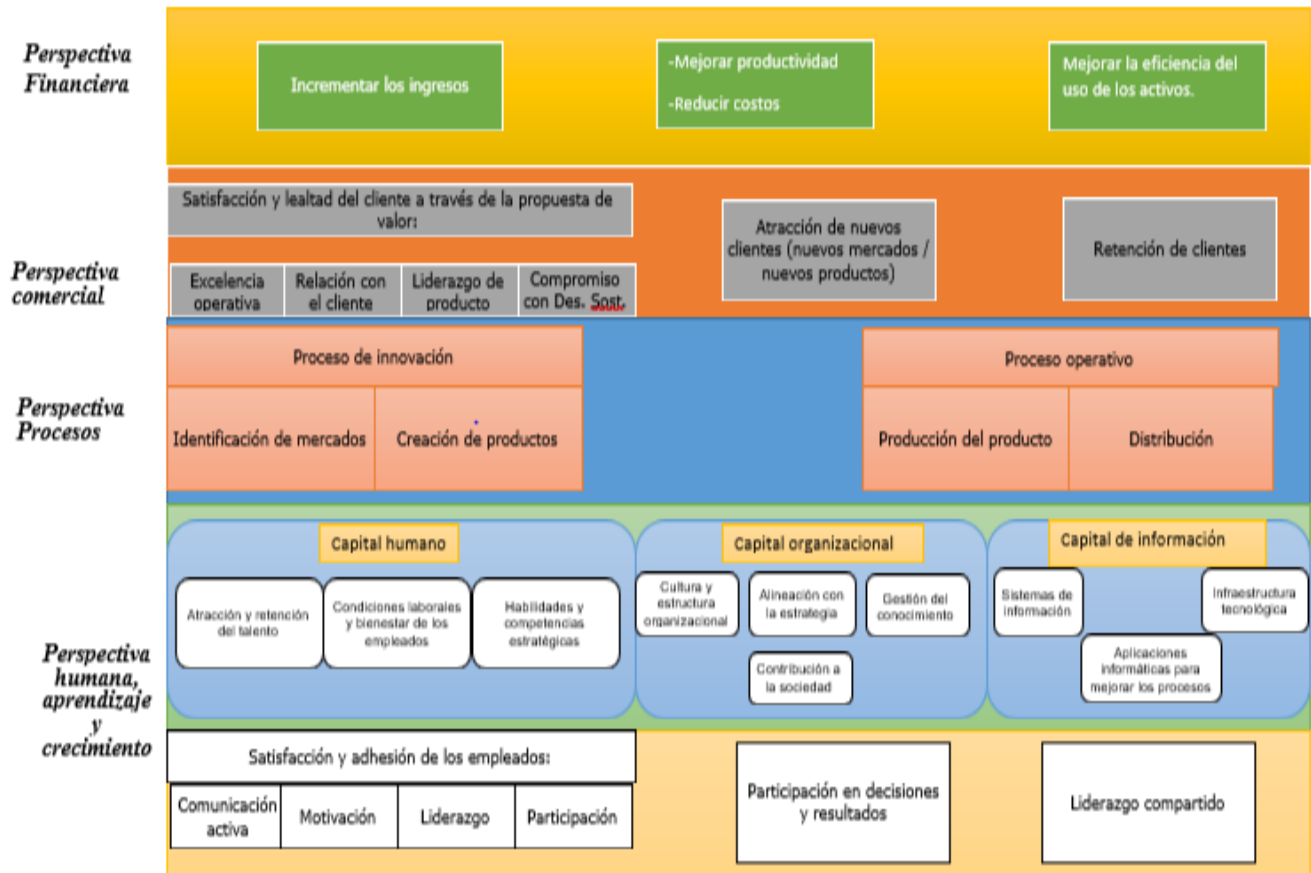 Perspectiva
Financiera
Incrementar los ingresos
-Mejorar productividad
-Reducir costos
Mejorar la eficiencia del
uso de los activos.
Perspectiva
comercial
Satisfacción y lealtad del cliente a través de la propuesta de
valor:
Excelencia
operativa
Relación con
el cliente
Liderazgo de
producto
Compromiso
con Des. Sost.
Atracción de nuevos
clientes (nuevos mercados /
nuevos productos)
Retención de clientes
Perspectiva
Procesos
Proceso de innovación
Identificación de mercados
Creación de productos
Proceso operativo
Producción del producto
Distribución
Perspectiva
humana,
aprendizaje
y
crecimiento
Capital humano
Atracción y retención
del talento
Condiciones laborales
y bienestar de los
empleados
Habilidades y
competencias
estratégicas
Capital organizacional
Cultura y
estructura
organizacional
Alineación con
la estrategia
Gestión del
conocimiento
Contribución a
la sociedad
Capital de información
Sistemas de
información
Infraestructura
tecnológica
Aplicaciones
informáticas para
mejorar los procesos
Satisfacción y adhesión de los empleados:
Comunicación
activa
Motivación
Liderazgo
Participación
Participación en decisiones
y resultados
Liderazgo compartido